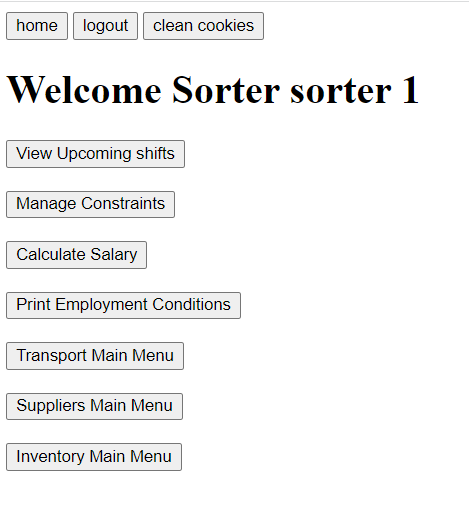 home logout clean cookies
Welcome Sorter sorter 1
View Upcoming shifts
Manage Constraints
Calculate Salary
Print Employment Conditions
Transport Main Menu
Suppliers Main Menu
Inventory Main Menu